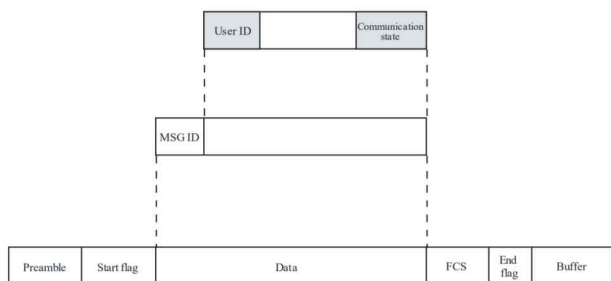 User ID
Communication
state
MSG ID
Preamble
Start flag
Data
FCS
End
flag
Buffer